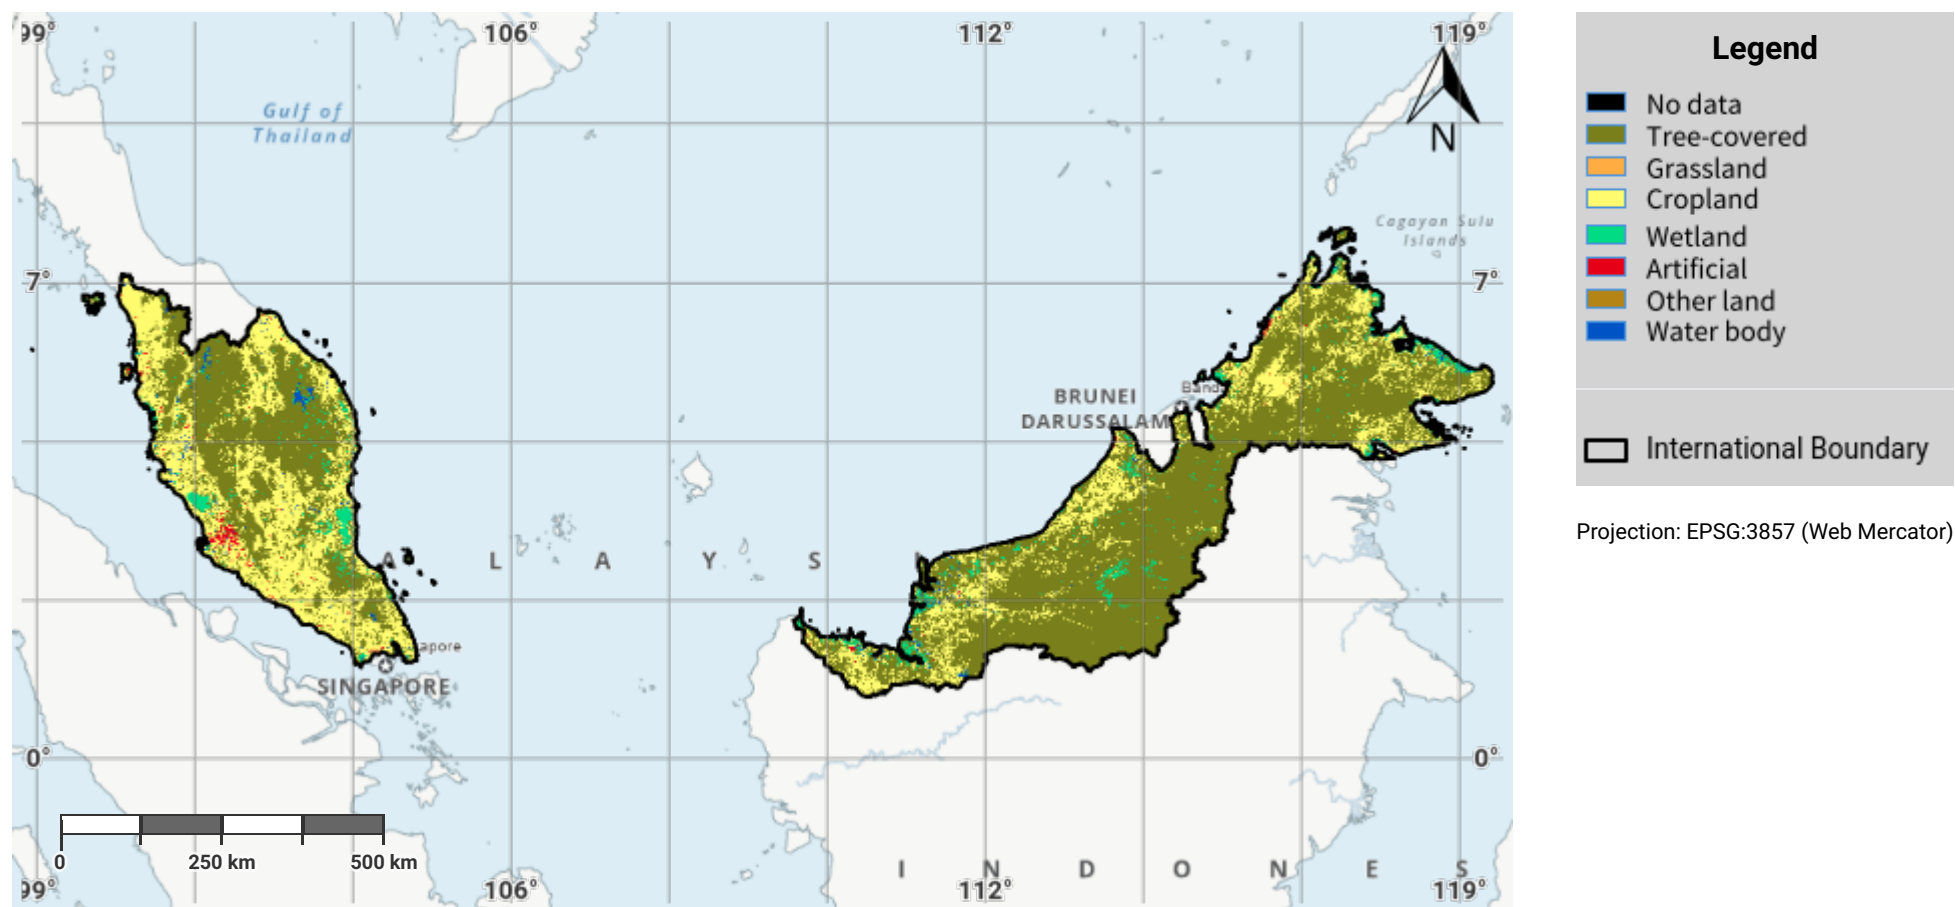 99°
106°
112°
119°
Gulf of
Thailand
N
Cagayan Sulu
Islands
7°
7°
BRUNEI
DARUSSALAM
Band
A L A Y S
apore
SINGAPORE
0°
0°
0
250 km
500 km
I N D O N E S
99°
106°
112°
119°
Legend
No data
Tree-covered
Grassland
Cropland
Wetland
Artificial
Other land
Water body
International Boundary
Projection: EPSG:3857 (Web Mercator)